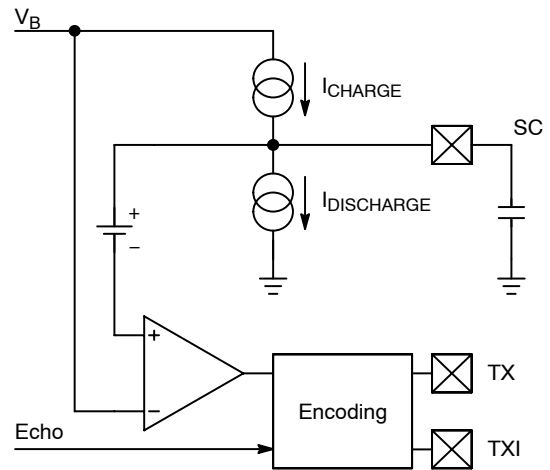 V_B
I_CHARGE
SC
I_DISCHARGE
+
−
+
−
TX
Encoding
Echo
TXI